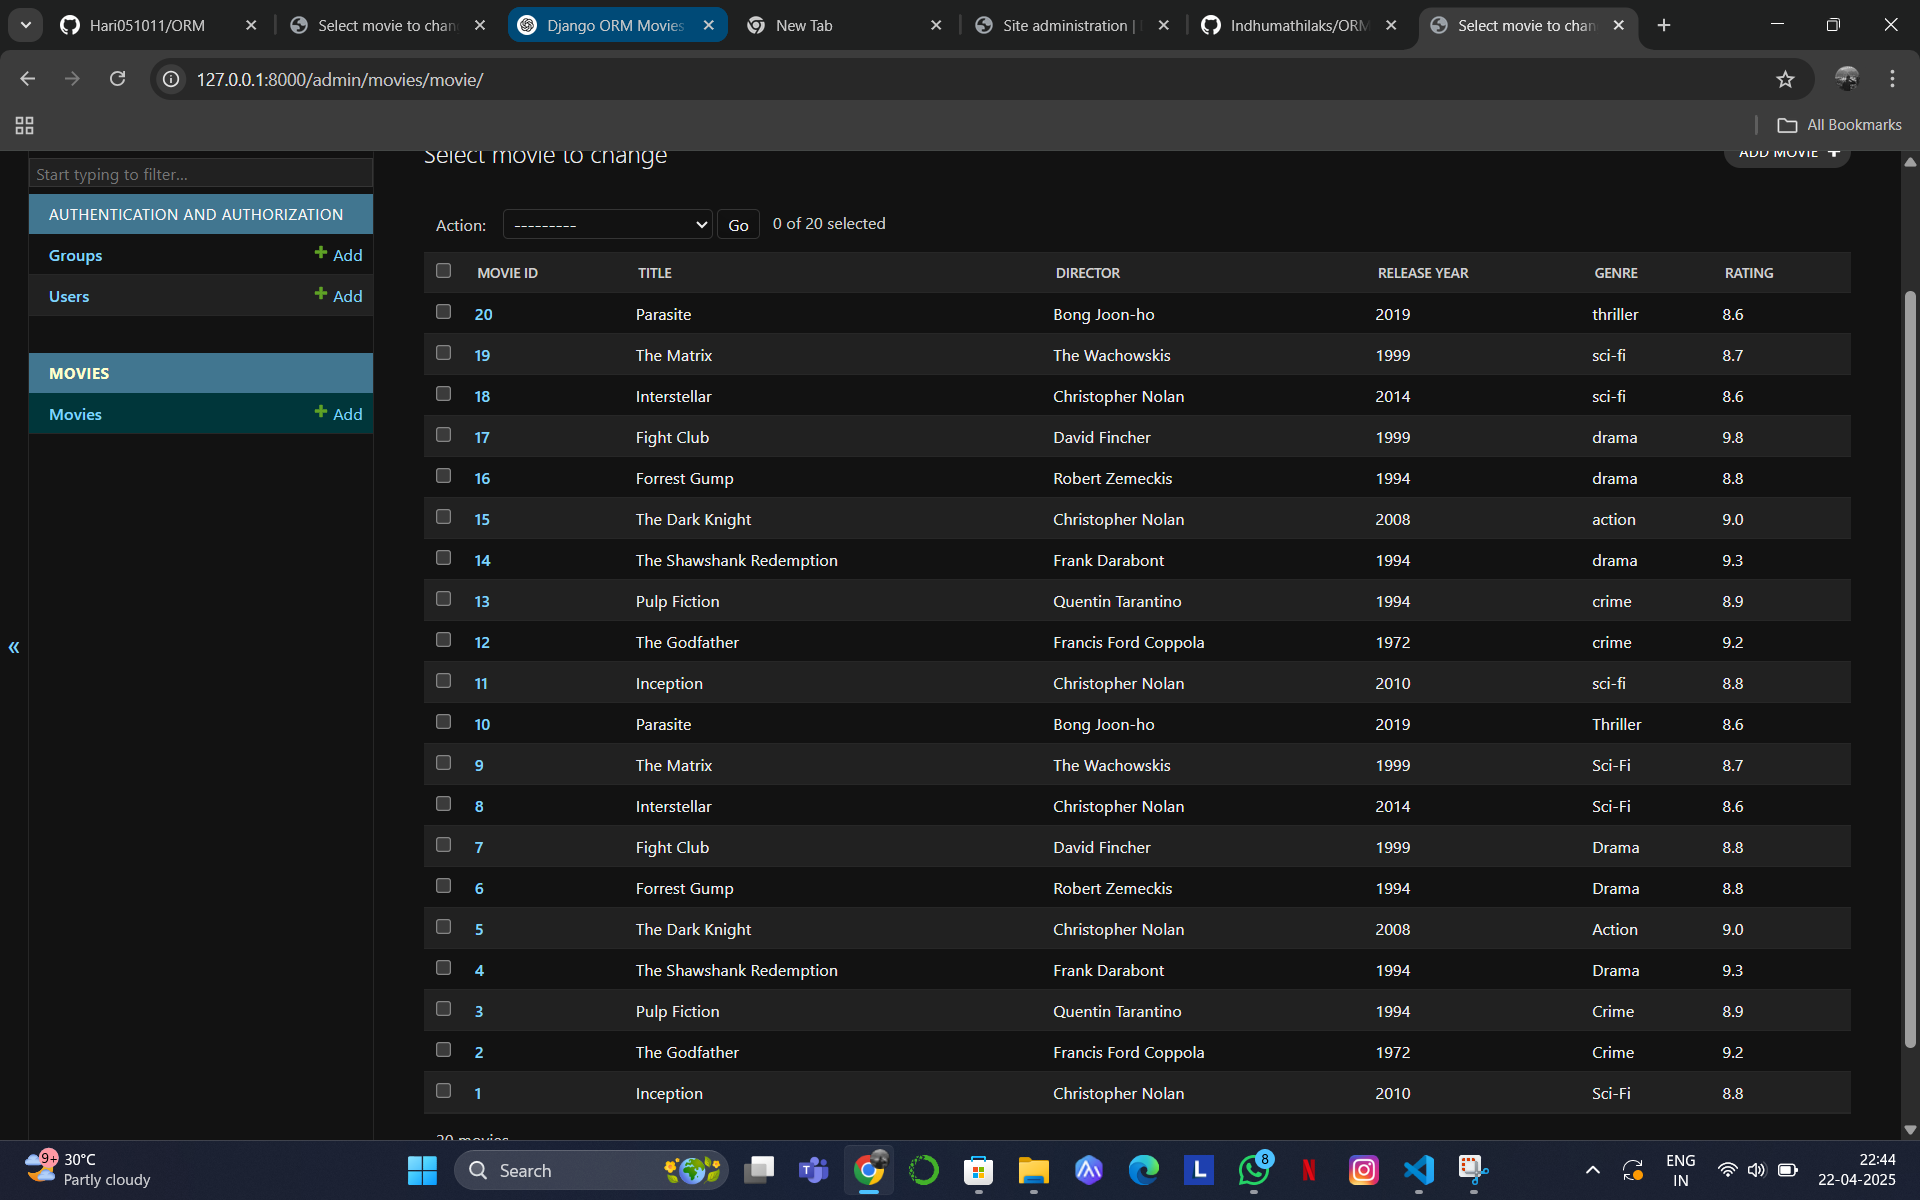 Hari051011/ORM
Select movie to chan
Django ORM Movies
New Tab
Site administration |
Indhumathilaks/ORM
Select movie to chan
127.0.0.1:8000/admin/movies/movie/
All Bookmarks
Select movie to change
ADD MOVIE +
Start typing to filter...
AUTHENTICATION AND AUTHORIZATION
Groups + Add
Users + Add
MOVIES
Movies + Add
«
Action: --------- Go 0 of 20 selected
MOVIE ID TITLE DIRECTOR RELEASE YEAR GENRE RATING
20 Parasite Bong Joon-ho 2019 thriller 8.6
19 The Matrix The Wachowskis 1999 sci-fi 8.7
18 Interstellar Christopher Nolan 2014 sci-fi 8.6
17 Fight Club David Fincher 1999 drama 9.8
16 Forrest Gump Robert Zemeckis 1994 drama 8.8
15 The Dark Knight Christopher Nolan 2008 action 9.0
14 The Shawshank Redemption Frank Darabont 1994 drama 9.3
13 Pulp Fiction Quentin Tarantino 1994 crime 8.9
12 The Godfather Francis Ford Coppola 1972 crime 9.2
11 Inception Christopher Nolan 2010 sci-fi 8.8
10 Parasite Bong Joon-ho 2019 Thriller 8.6
9 The Matrix The Wachowskis 1999 Sci-Fi 8.7
8 Interstellar Christopher Nolan 2014 Sci-Fi 8.6
7 Fight Club David Fincher 1999 Drama 8.8
6 Forrest Gump Robert Zemeckis 1994 Drama 8.8
5 The Dark Knight Christopher Nolan 2008 Action 9.0
4 The Shawshank Redemption Frank Darabont 1994 Drama 9.3
3 Pulp Fiction Quentin Tarantino 1994 Crime 8.9
2 The Godfather Francis Ford Coppola 1972 Crime 9.2
1 Inception Christopher Nolan 2010 Sci-Fi 8.8
20 movies
9+
30°C
Partly cloudy
Search
L
8
N
ENG
IN
22:44
22-04-2025